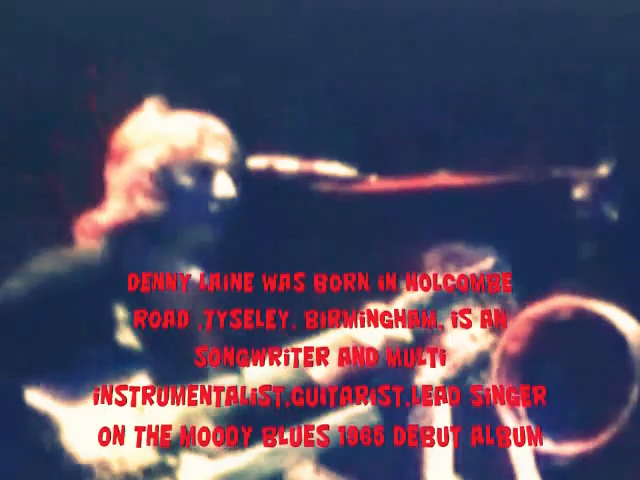 DENNY LAINE WAS BORN IN HOLCOMBE
ROAD ,TYSELEY, BIRMINGHAM, IS AN
SONGWRITER AND MULTI
INSTRUMENTALIST,GUITARIST,LEAD SINGER
ON THE MOODY BLUES 1965 DEBUT ALBUM